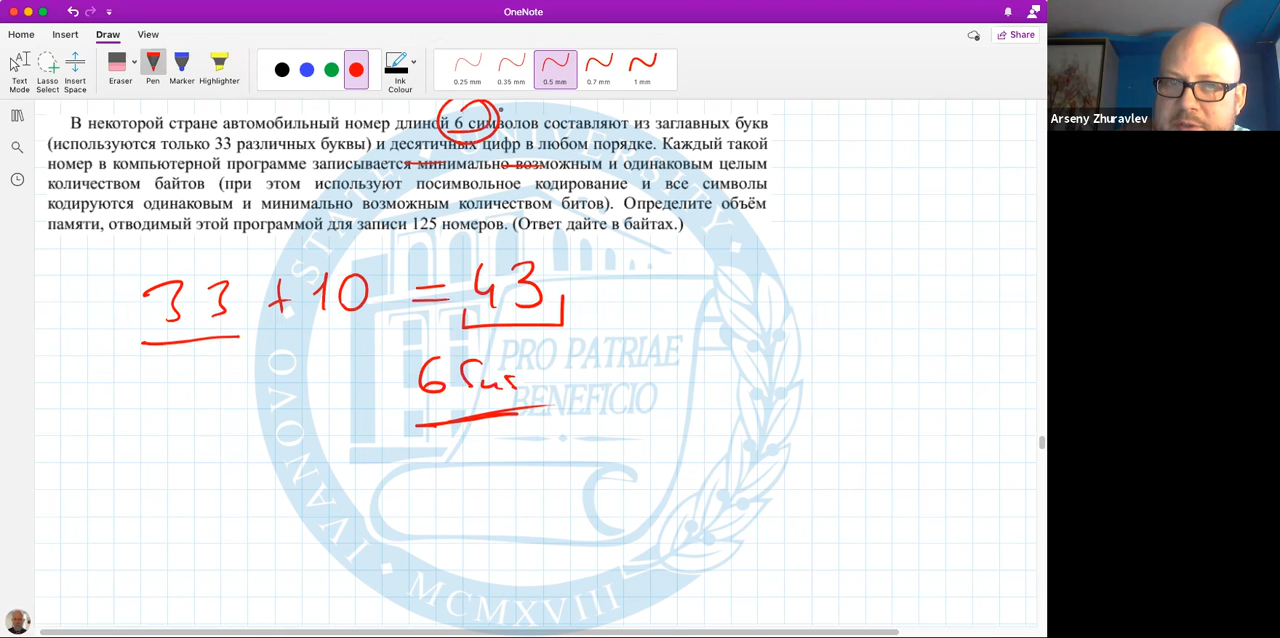 OneNote
Home Insert Draw View
Share
Text Mode
Lasso Select
Insert Space
Eraser
Pen
Marker
Highlighter
Ink Colour
0.25 mm
0.35 mm
0.5 mm
0.7 mm
1 mm
Arseny Zhuravlev
В некоторой стране автомобильный номер длиной 6 символов составляют из заглавных букв
(используются только 33 различных буквы) и десятичных цифр в любом порядке. Каждый такой
номер в компьютерной программе записывается минимально возможным и одинаковым целым
количеством байтов (при этом используют посимвольное кодирование и все символы
кодируются одинаковым и минимально возможным количеством битов). Определите объём
памяти, отводимый этой программой для записи 125 номеров. (Ответ дайте в байтах.)
33 + 10 = 43
6 бит
STATE UNIVERSITY
IVANOVO
PRO PATRIAE
BENEFICIO
MCMXVIII